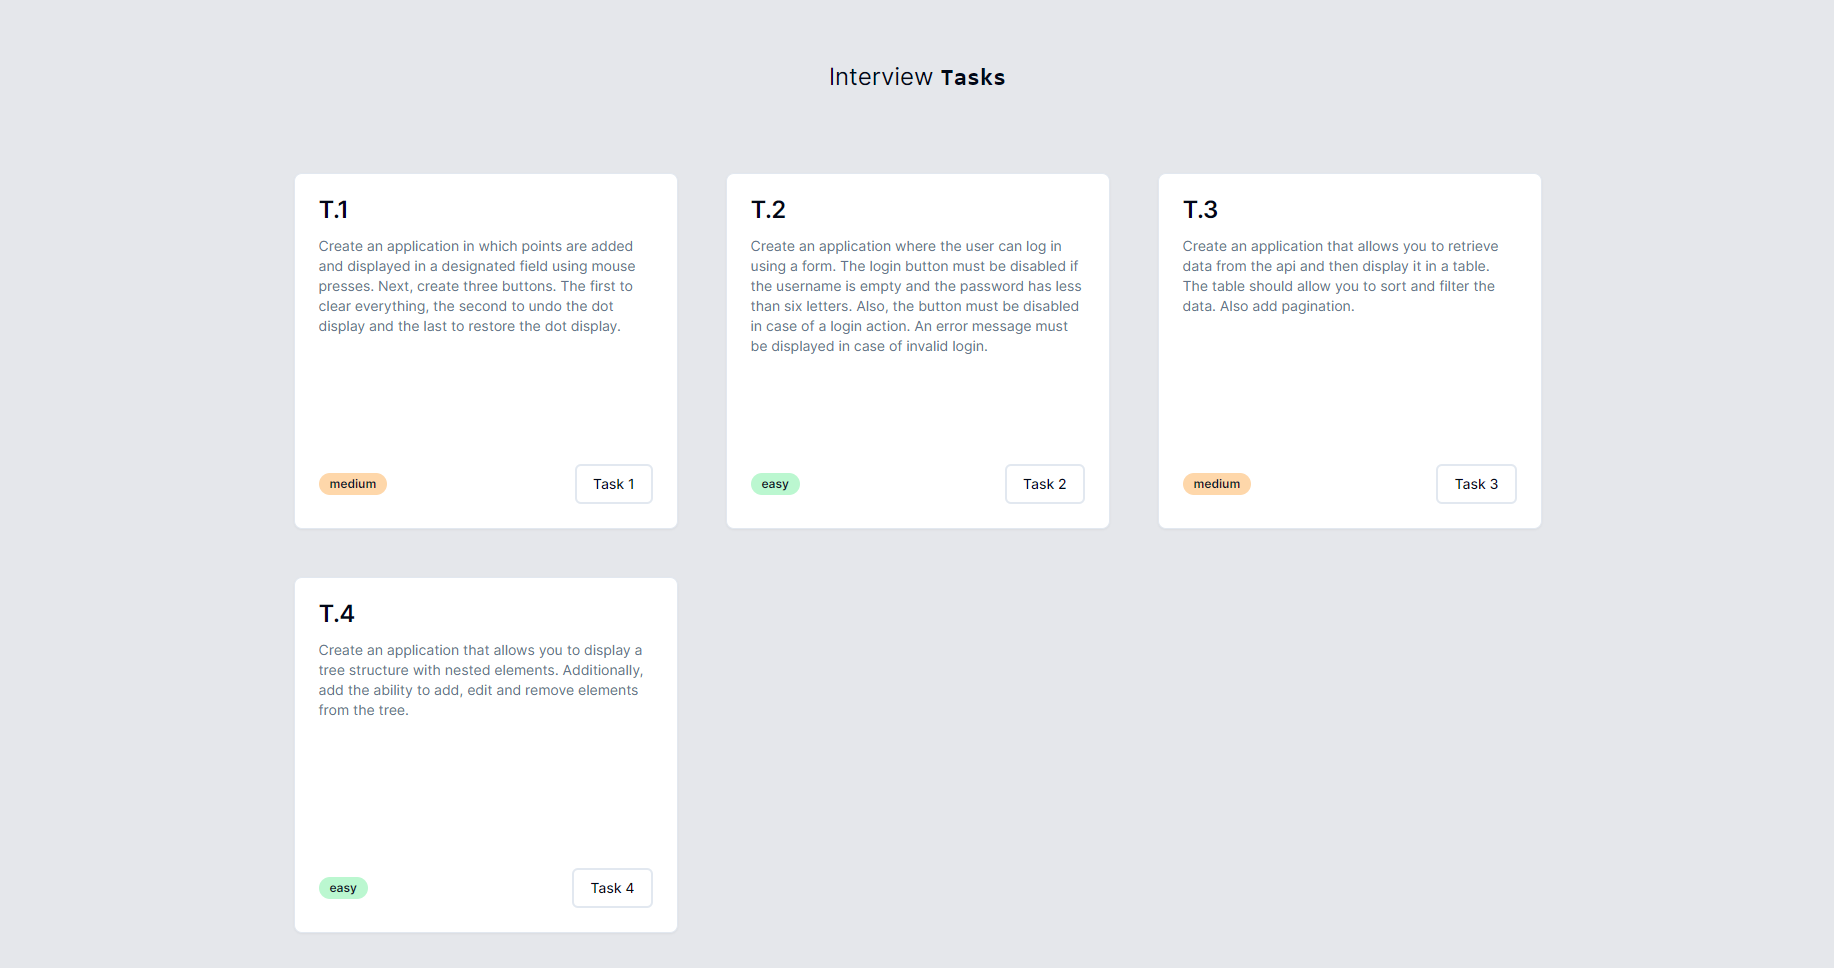 Interview Tasks
T.1
Create an application in which points are added
and displayed in a designated field using mouse
presses. Next, create three buttons. The first to
clear everything, the second to undo the dot
display and the last to restore the dot display.
medium
Task 1
T.2
Create an application where the user can log in
using a form. The login button must be disabled if
the username is empty and the password has less
than six letters. Also, the button must be disabled
in case of a login action. An error message must
be displayed in case of invalid login.
easy
Task 2
T.3
Create an application that allows you to retrieve
data from the api and then display it in a table.
The table should allow you to sort and filter the
data. Also add pagination.
medium
Task 3
T.4
Create an application that allows you to display a
tree structure with nested elements. Additionally,
add the ability to add, edit and remove elements
from the tree.
easy
Task 4